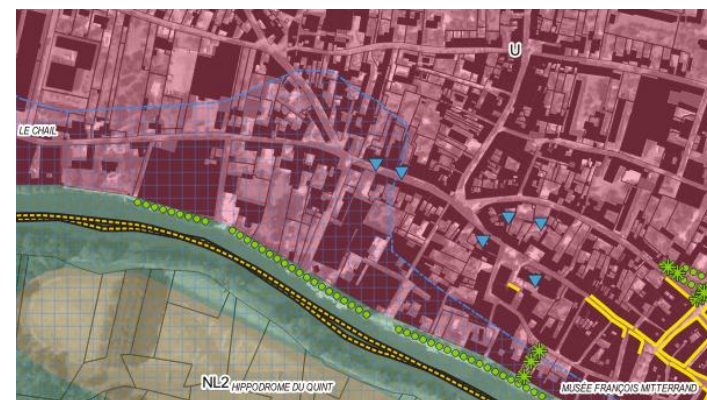 U
LE CHAIL
NL2 HIPPODROME DU QUINT
MUSÉE FRANÇOIS MITTERRAND